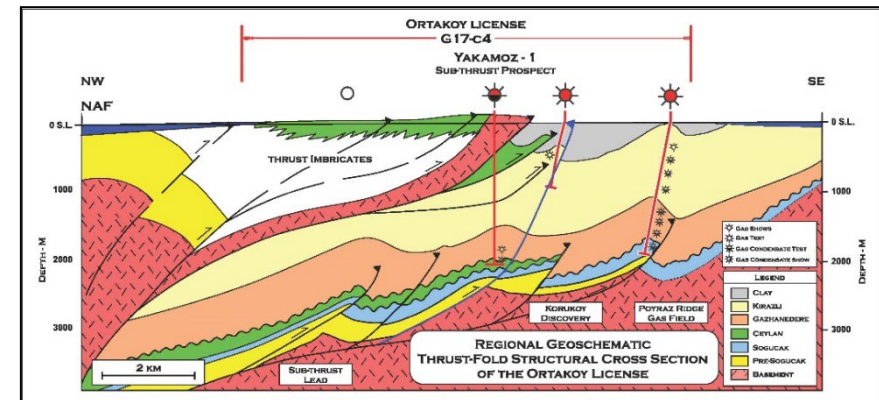 ORTAKOY LICENSE
G17-C4
YAKAMOZ - 1
SUB-THRUST PROSPECT
NW
SE
NAF
0 S.L.
0 S.L.
THRUST IMBRICATES
1000
1000
DEPTH - M
DEPTH - M
2000
2000
3000
3000
GAS SHOWS
GAS TEST
GAS CONDENSATE TEST
GAS CONDENSATE SHOW
LEGEND
CLAY
KIRAZLI
GAZHANEDERE
CEYLAN
SOGUCAK
PRE-SOGUCAK
BASEMENT
KORUKOY
DISCOVERY
POYRAZ RIDGE
GAS FIELD
REGIONAL GEOSCHEMATIC
THRUST-FOLD STRUCTURAL CROSS SECTION
OF THE ORTAKOY LICENSE
2 KM
SUB-THRUST
LEAD